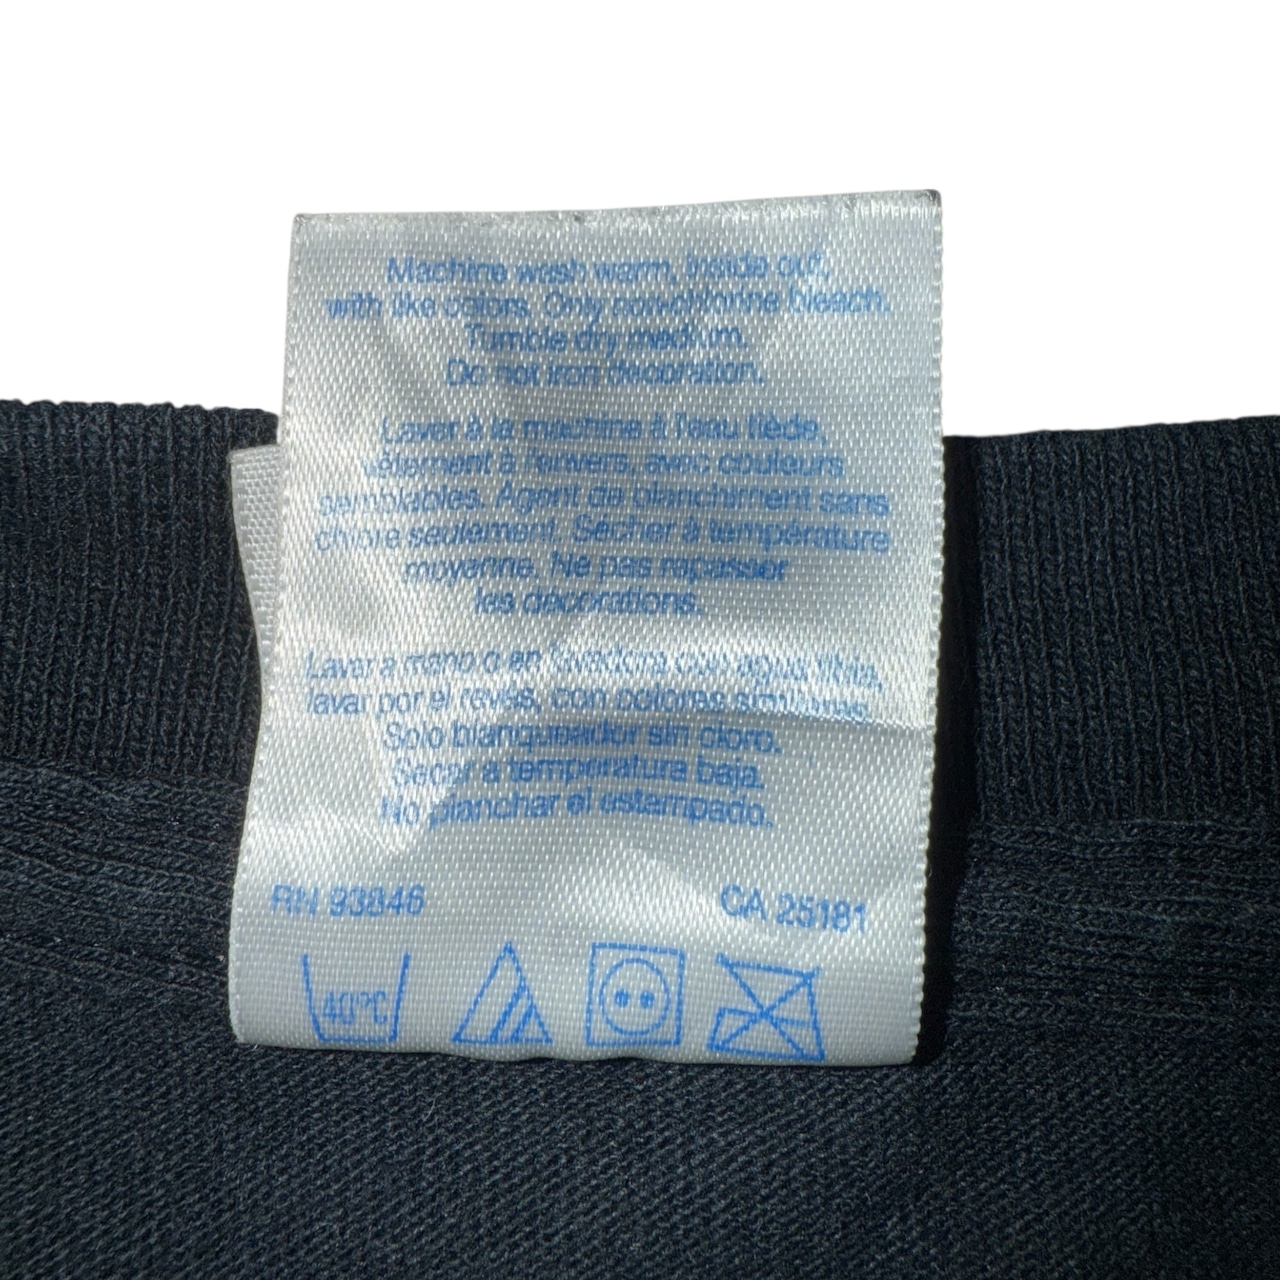 Machine wash warm, inside out,
with like colors. Only non-chlorine bleach.
Tumble dry medium.
Do not iron decoration.
Laver à la machine à l'eau tiède,
vêtement à l'envers, avec couleurs
semblables. Agent de blanchiment sans
chlore seulement. Sécher à température
moyenne. Ne pas repasser
les décorations.
Lavar a mano o en lavadora con agua tibia,
lavar por el revés, con colores similares.
Solo blanqueador sin cloro.
Secar a temperatura baja.
No planchar el estampado.
RN 93846 CA 25181
40°C